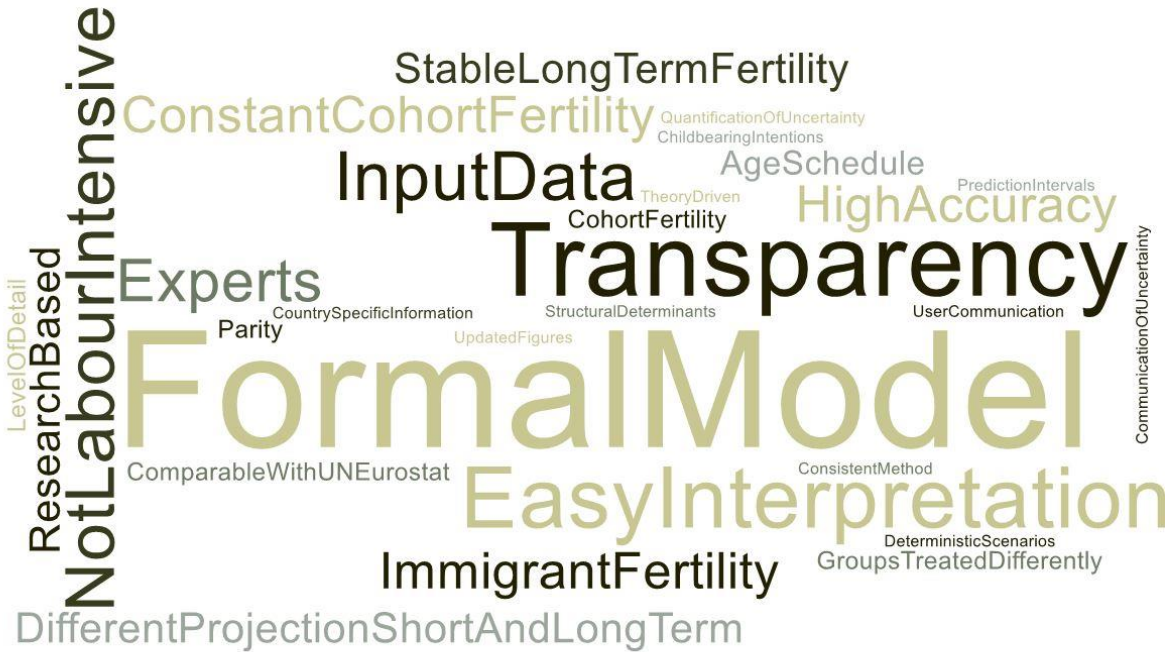 NotLabourIntensive
StableLongTermFertility
ConstantCohortFertility
QuantificationOfUncertainty
ChildbearingIntentions
InputData
AgeSchedule
TheoryDriven
PredictionIntervals
HighAccuracy
CohortFertility
Transparency
CommunicationOfUncertainty
LevelOfDetail
ResearchBased
Experts
CountrySpecificInformation
StructuralDeterminants
UserCommunication
Parity
UpdatedFigures
FormalModel
ComparableWithUNEurostat
ConsistentMethod
EasyInterpretation
DeterministicScenarios
ImmigrantFertility
GroupsTreatedDifferently
DifferentProjectionShortAndLongTerm